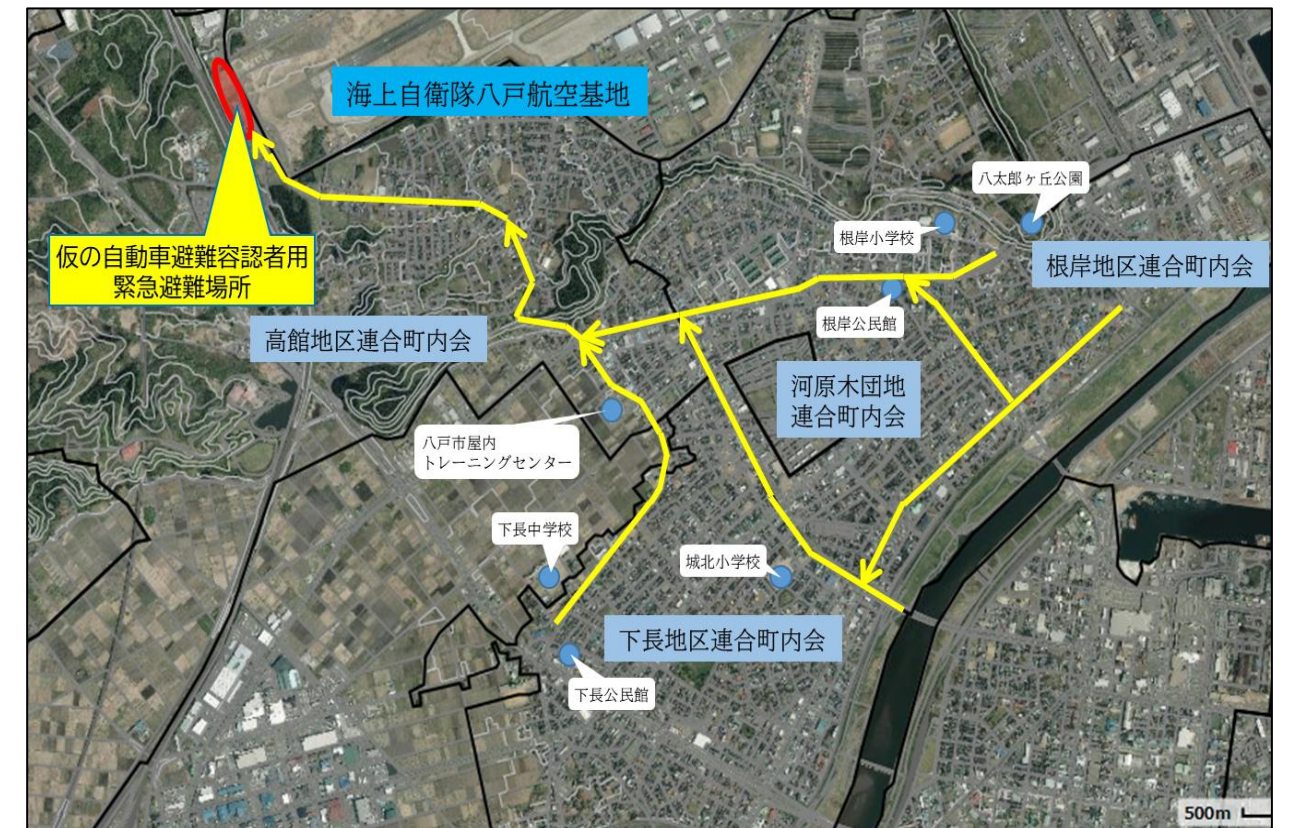 海上自衛隊八戸航空基地
八太郎ヶ丘公園
根岸小学校
仮の自動車避難容認者用
緊急避難場所
根岸地区連合町内会
根岸公民館
高館地区連合町内会
河原木団地
連合町内会
八戸市屋内
トレーニングセンター
下長中学校
城北小学校
下長地区連合町内会
下長公民館
500m